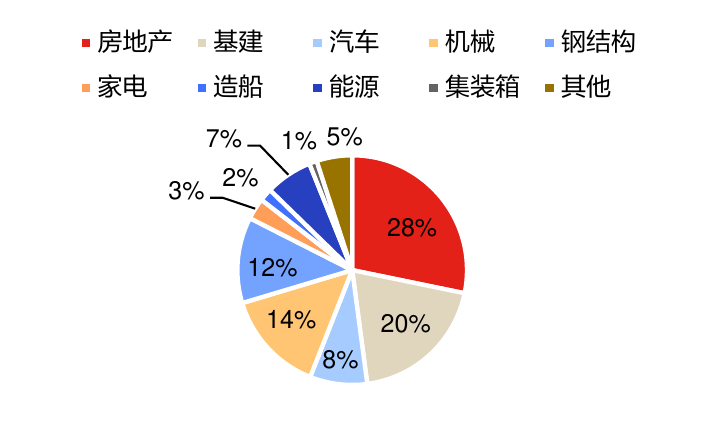 房地产 基建 汽车 机械 钢结构
家电 造船 能源 集装箱 其他
7% 1% 5%
3% 2%
28%
12%
14% 20%
8%